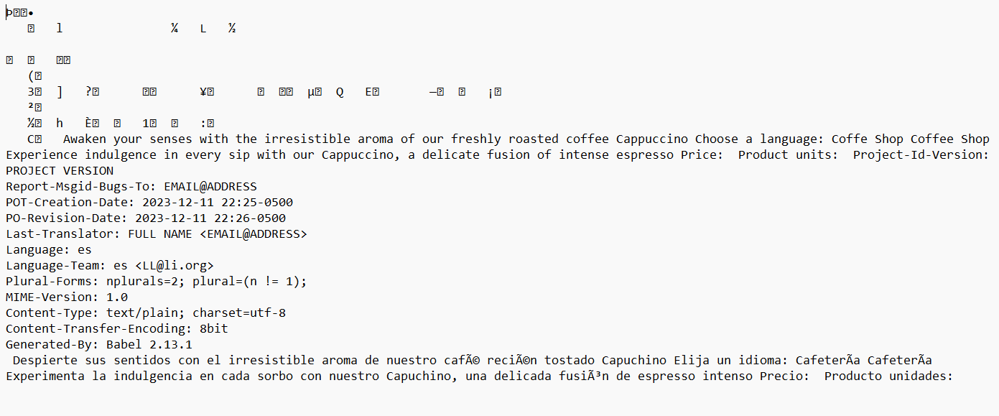 Þ•
l ¼ L ½
(
3 ] ? ¥ µ Q E — ¡
²
½ h È 1 :
C Awaken your senses with the irresistible aroma of our freshly roasted coffee Cappuccino Choose a language: Coffe Shop Coffee Shop
Experience indulgence in every sip with our Cappuccino, a delicate fusion of intense espresso Price:  Product units:  Project-Id-Version:
PROJECT VERSION
Report-Msgid-Bugs-To: EMAIL@ADDRESS
POT-Creation-Date: 2023-12-11 22:25-0500
PO-Revision-Date: 2023-12-11 22:26-0500
Last-Translator: FULL NAME <EMAIL@ADDRESS>
Language: es
Language-Team: es <LL@li.org>
Plural-Forms: nplurals=2; plural=(n != 1);
MIME-Version: 1.0
Content-Type: text/plain; charset=utf-8
Content-Transfer-Encoding: 8bit
Generated-By: Babel 2.13.1
Despierte sus sentidos con el irresistible aroma de nuestro cafÃ© reciÃ©n tostado Capuchino Elija un idioma: CafeterÃa CafeterÃa
Experimenta la indulgencia en cada sorbo con nuestro Capuchino, una delicada fusiÃ³n de espresso intenso Precio:  Producto unidades: